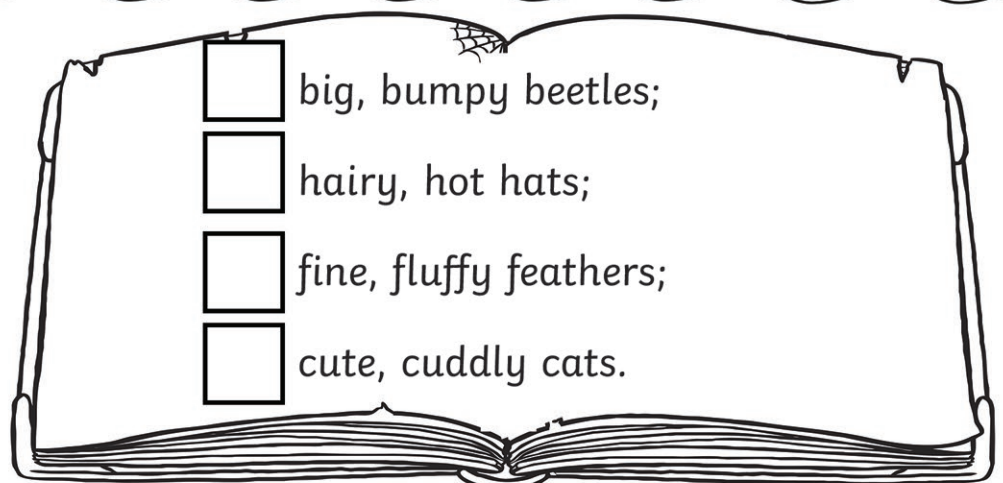 big, bumpy beetles;
hairy, hot hats;
fine, fluffy feathers;
cute, cuddly cats.